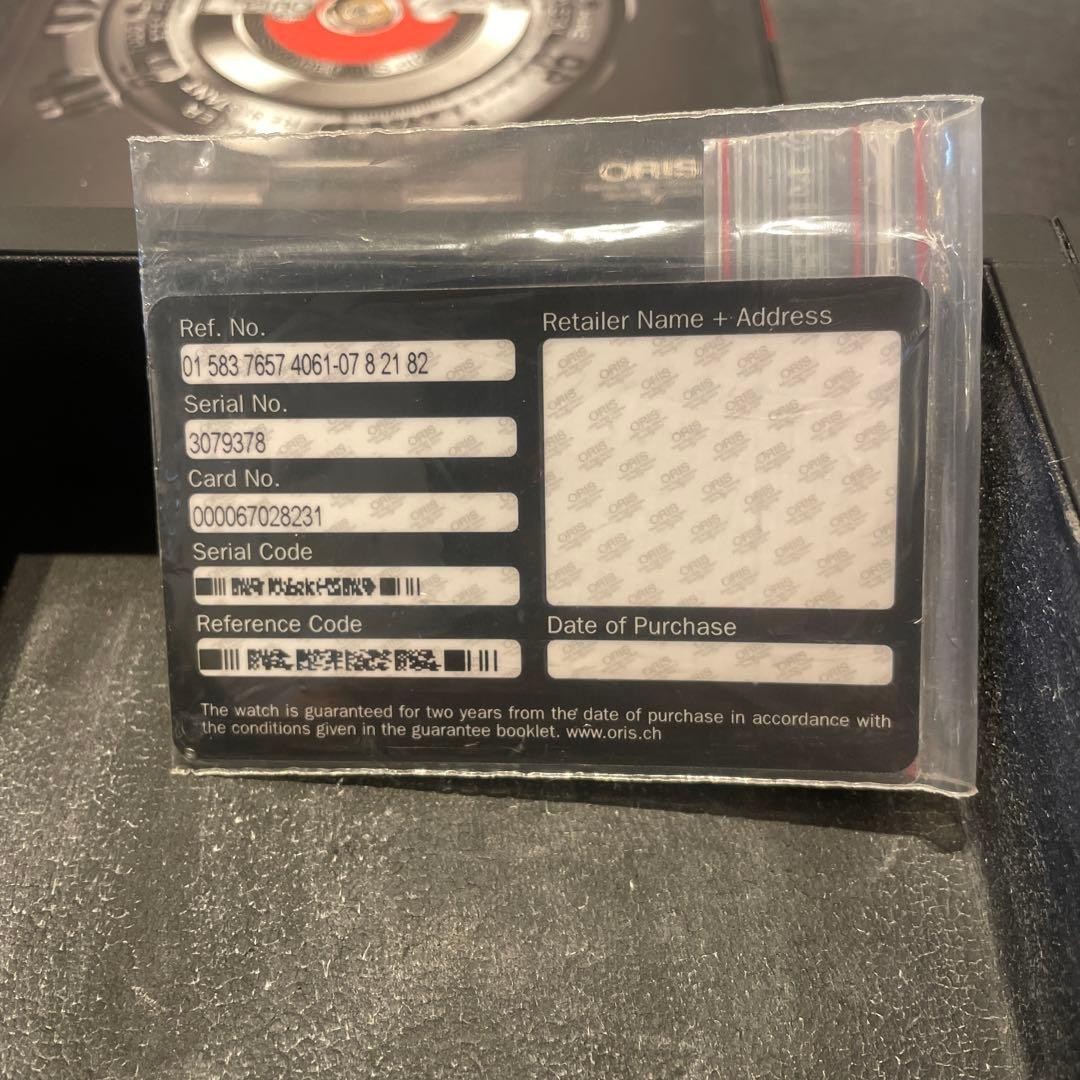 ORIS
Ref. No.
01 583 7657 4061-07 8 21 82
Serial No.
3079378
Card No.
000067028231
Serial Code
Reference Code
Retailer Name + Address
Date of Purchase
The watch is guaranteed for two years from the date of purchase in accordance with
the conditions given in the guarantee booklet. www.oris.ch